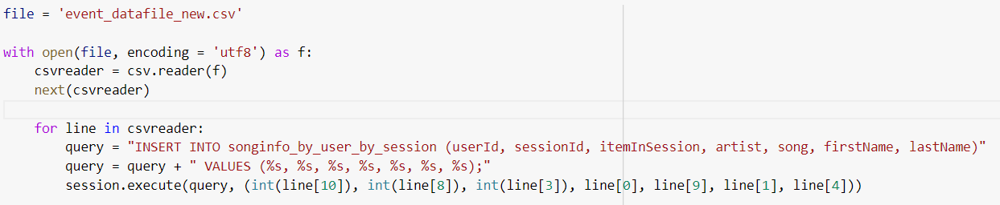 file = 'event_datafile_new.csv'
with open(file, encoding = 'utf8') as f:
    csvreader = csv.reader(f)
    next(csvreader)
    for line in csvreader:
        query = "INSERT INTO songinfo_by_user_by_session (userId, sessionId, itemInSession, artist, song, firstName, lastName)"
        query = query + " VALUES (%s, %s, %s, %s, %s, %s, %s);"
        session.execute(query, (int(line[10]), int(line[8]), int(line[3]), line[0], line[9], line[1], line[4]))